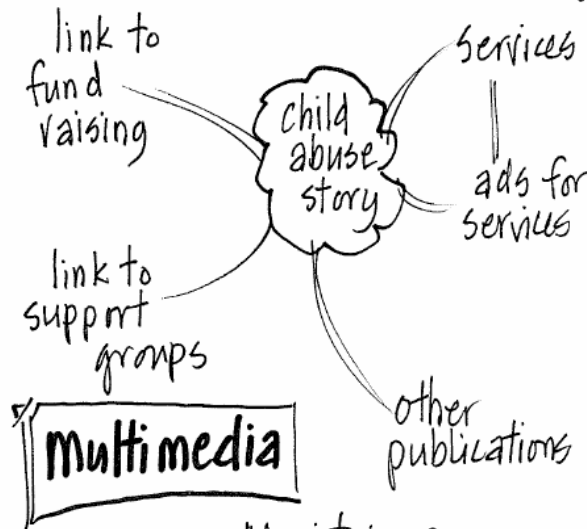 link to
fund
raising
child
abuse
story
services
ads for
services
link to
support
groups
other
publications
multimedia